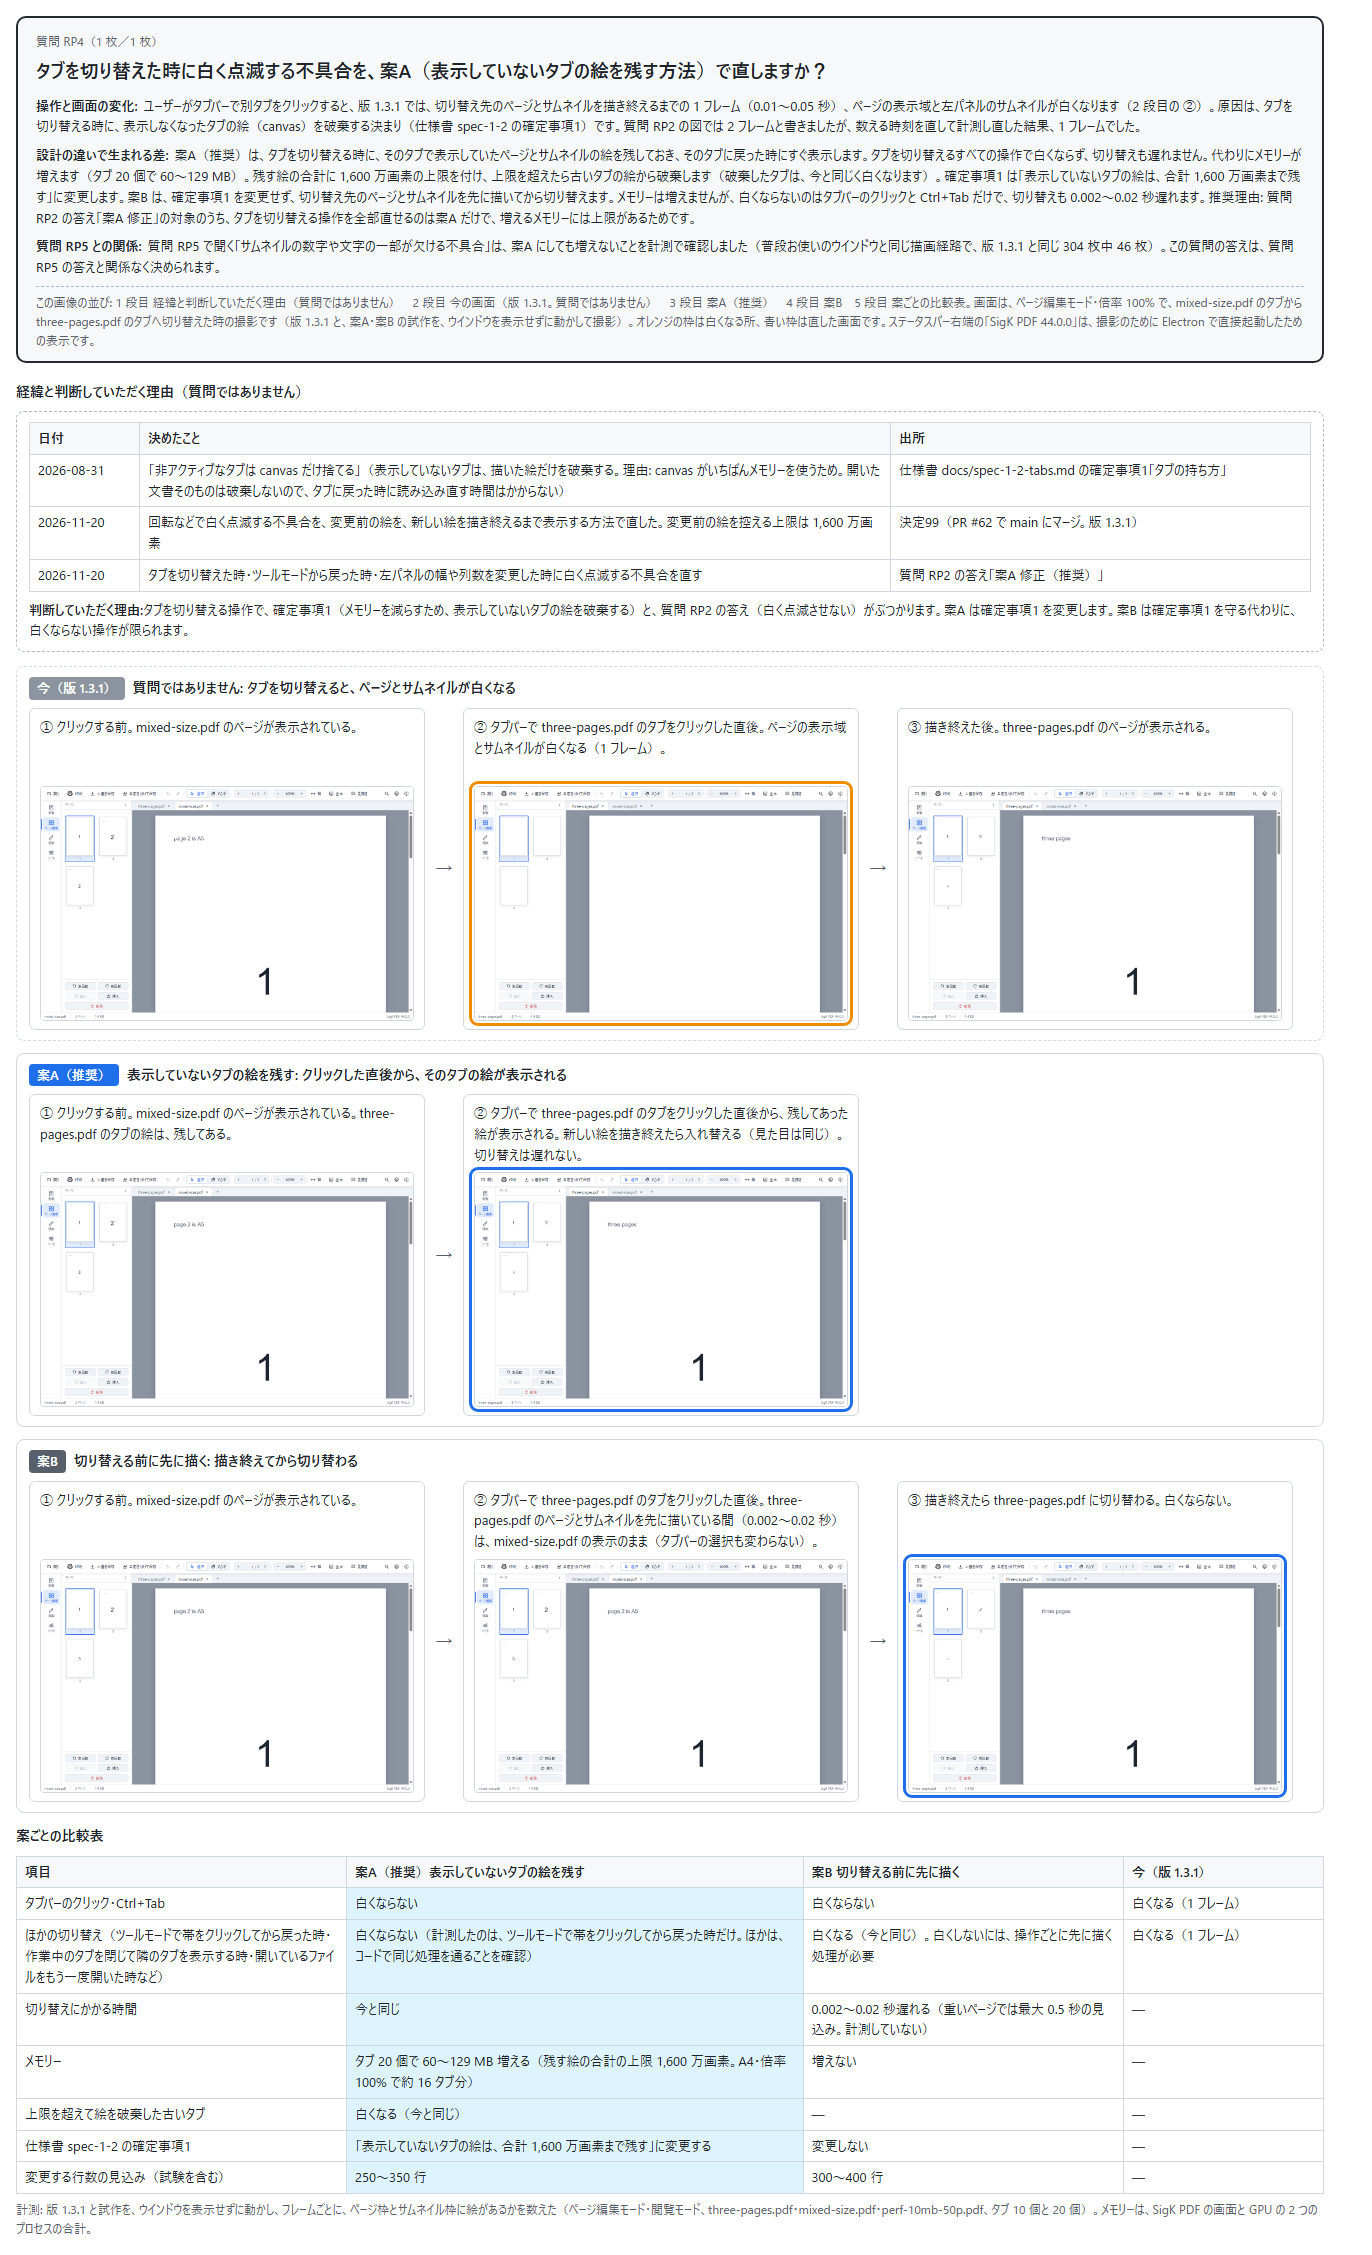 質問 RP4（1 枚／1 枚）
タブを切り替えた時に白く点滅する不具合を、案A（表示していないタブの絵を残す方法）で直しますか？
操作と画面の変化: ユーザーがタブバーで別タブをクリックすると、版 1.3.1 では、切り替え先のページとサムネイルを描き終えるまでの 1 フレーム（0.01～0.05 秒）、ページの表示域と左パネルのサムネイルが白くなります（2 段目の ②）。原因は、タブを
切り替える時に、表示しなくなったタブの絵（canvas）を破棄する決まり（仕様書 spec-1-2 の確定事項1）です。質問 RP2 の図では 2 フレームと書きましたが、数える時刻を直して計測し直した結果、1 フレームでした。
設計の違いで生まれる差: 案A（推奨）は、タブを切り替える時に、そのタブで表示していたページとサムネイルの絵を残しておき、そのタブに戻った時にすぐ表示します。タブを切り替えるすべての操作で白くならず、切り替えも遅れません。代わりにメモリーが
増えます（タブ 20 個で 60～129 MB）。残す絵の合計に 1,600 万画素の上限を付け、上限を超えたら古いタブの絵から破棄します（破棄したタブは、今と同じく白くなります）。確定事項1 は「表示していないタブの絵は、合計 1,600 万画素まで残
す」に変更します。案B は、確定事項1 を変更せず、切り替え先のページとサムネイルを先に描いてから切り替えます。メモリーは増えませんが、白くならないのはタブバーのクリックと Ctrl+Tab だけで、切り替えも 0.002～0.02 秒遅れます。推奨理由: 質問
RP2 の答え「案A 修正」の対象のうち、タブを切り替える操作を全部直せるのは案A だけで、増えるメモリーには上限があるためです。
質問 RP5 との関係: 質問 RP5 で聞く「サムネイルの数字や文字の一部が欠ける不具合」は、案A にしても増えないことを計測で確認しました（普段お使いのウインドウと同じ描画経路で、版 1.3.1 と同じ 304 枚中 46 枚）。この質問の答えは、質問
RP5 の答えと関係なく決められます。
この画像の並び: 1 段目 経緯と判断していただく理由（質問ではありません） 2 段目 今の画面（版 1.3.1。質問ではありません） 3 段目 案A（推奨） 4 段目 案B 5 段目 案ごとの比較表。画面は、ページ編集モード・倍率 100% で、mixed-size.pdf のタブから
three-pages.pdf のタブへ切り替えた時の撮影です（版 1.3.1 と、案A・案B の試作を、ウインドウを表示せずに動かして撮影）。オレンジの枠は白くなる所、青い枠は直した画面です。ステータスバー右端の「SigK PDF 44.0.0」は、撮影のために Electron で直接起動したため
の表示です。
経緯と判断していただく理由（質問ではありません）
日付 決めたこと 出所
2026-08-31 「非アクティブなタブは canvas だけ捨てる」（表示していないタブは、描いた絵だけを破棄する。理由: canvas がいちばんメモリーを使うため。開いた 仕様書 docs/spec-1-2-tabs.md の確定事項1「タブの持ち方」
文書そのものは破棄しないので、タブに戻った時に読み込み直す時間はかからない）
2026-11-20 回転などで白く点滅する不具合を、変更前の絵を、新しい絵を描き終えるまで表示する方法で直した。変更前の絵を控える上限は 1,600 万画 決定99（PR #62 で main にマージ。版 1.3.1）
素
2026-11-20 タブを切り替えた時・ツールモードから戻った時・左パネルの幅や列数を変更した時に白く点滅する不具合を直す 質問 RP2 の答え「案A 修正（推奨）」
判断していただく理由:タブを切り替える操作で、確定事項1（メモリーを減らすため、表示していないタブの絵を破棄する）と、質問 RP2 の答え（白く点滅させない）がぶつかります。案A は確定事項1 を変更します。案B は確定事項1 を守る代わりに、
白くならない操作が限られます。
今（版 1.3.1） 質問ではありません: タブを切り替えると、ページとサムネイルが白くなる
① クリックする前。mixed-size.pdf のページが表示されている。
② タブバーで three-pages.pdf のタブをクリックした直後。ページの表示域
とサムネイルが白くなる（1 フレーム）。
③ 描き終えた後。three-pages.pdf のページが表示される。
page 2 is A5
1
→
→
three pages
1
案A（推奨） 表示していないタブの絵を残す: クリックした直後から、そのタブの絵が表示される
① クリックする前。mixed-size.pdf のページが表示されている。three-
pages.pdf のタブの絵は、残してある。
② タブバーで three-pages.pdf のタブをクリックした直後から、残してあった
絵が表示される。新しい絵を描き終えたら入れ替える（見た目は同じ）。
切り替えは遅れない。
page 2 is A5
1
→
three pages
1
案B 切り替える前に先に描く: 描き終えてから切り替わる
① クリックする前。mixed-size.pdf のページが表示されている。
② タブバーで three-pages.pdf のタブをクリックした直後。three-
pages.pdf のページとサムネイルを先に描いている間（0.002～0.02 秒）
は、mixed-size.pdf の表示のまま（タブバーの選択も変わらない）。
③ 描き終えたら three-pages.pdf に切り替わる。白くならない。
page 2 is A5
1
→
page 2 is A5
1
→
three pages
1
案ごとの比較表
項目 案A（推奨）表示していないタブの絵を残す 案B 切り替える前に先に描く 今（版 1.3.1）
タブバーのクリック・Ctrl+Tab 白くならない 白くならない 白くなる（1 フレーム）
ほかの切り替え（ツールモードで帯をクリックしてから戻った時・ 白くならない（計測したのは、ツールモードで帯をクリックしてから戻った時だけ。ほかは、 白くなる（今と同じ）。白くしないには、操作ごとに先に描く 白くなる（1 フレーム）
作業中のタブを閉じて隣のタブを表示する時・開いているファイ コードで同じ処理を通ることを確認） 処理が必要
ルをもう一度開いた時など）
切り替えにかかる時間 今と同じ 0.002～0.02 秒遅れる（重いページでは最大 0.5 秒の見 —
込み。計測していない）
メモリー タブ 20 個で 60～129 MB 増える（残す絵の合計の上限 1,600 万画素。A4・倍率 増えない —
100% で約 16 タブ分）
上限を超えて絵を破棄した古いタブ 白くなる（今と同じ） — —
仕様書 spec-1-2 の確定事項1 「表示していないタブの絵は、合計 1,600 万画素まで残す」に変更する 変更しない —
変更する行数の見込み（試験を含む） 250～350 行 300～400 行 —
計測: 版 1.3.1 と試作を、ウインドウを表示せずに動かし、フレームごとに、ページ枠とサムネイル枠に絵があるかを数えた（ページ編集モード・閲覧モード、three-pages.pdf・mixed-size.pdf・perf-10mb-50p.pdf、タブ 10 個と 20 個）。メモリーは、SigK PDF の画面と GPU の 2 つの
プロセスの合計。